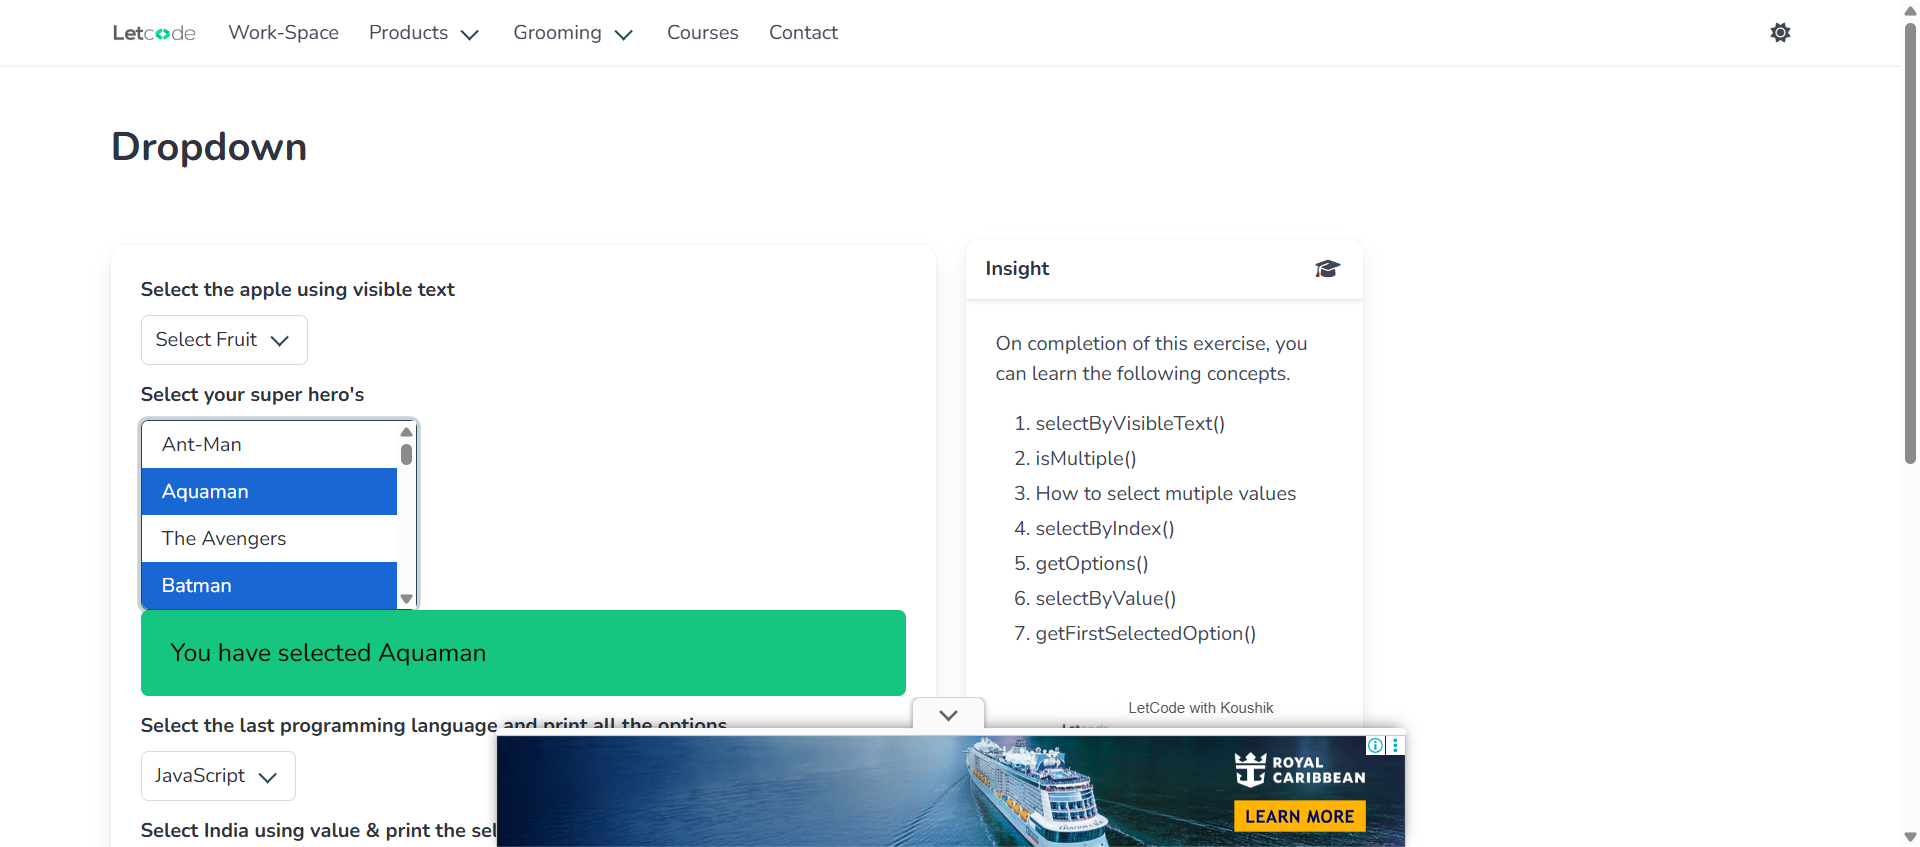 Letcode
Work-Space
Products
Grooming
Courses
Contact
Dropdown
Select the apple using visible text
Select Fruit
Select your super hero's
Ant-Man
Aquaman
The Avengers
Batman
You have selected Aquaman
Select the last programming language and print all the options
JavaScript
Select India using value & print the sel
Insight
On completion of this exercise, you
can learn the following concepts.
1. selectByVisibleText()
2. isMultiple()
3. How to select mutiple values
4. selectByIndex()
5. getOptions()
6. selectByValue()
7. getFirstSelectedOption()
LetCode with Koushik
ROYAL
CARIBBEAN
LEARN MORE